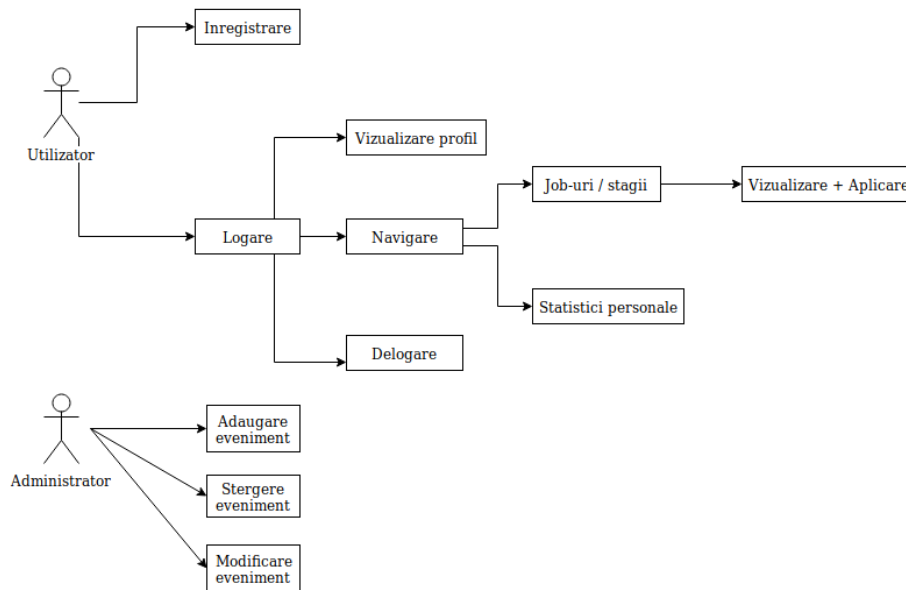 Inregistrare
Utilizator
Vizualizare profil
Job-uri / stagii
Vizualizare + Aplicare
Logare
Navigare
Statistici personale
Delogare
Administrator
Adaugare
eveniment
Stergere
eveniment
Modificare
eveniment